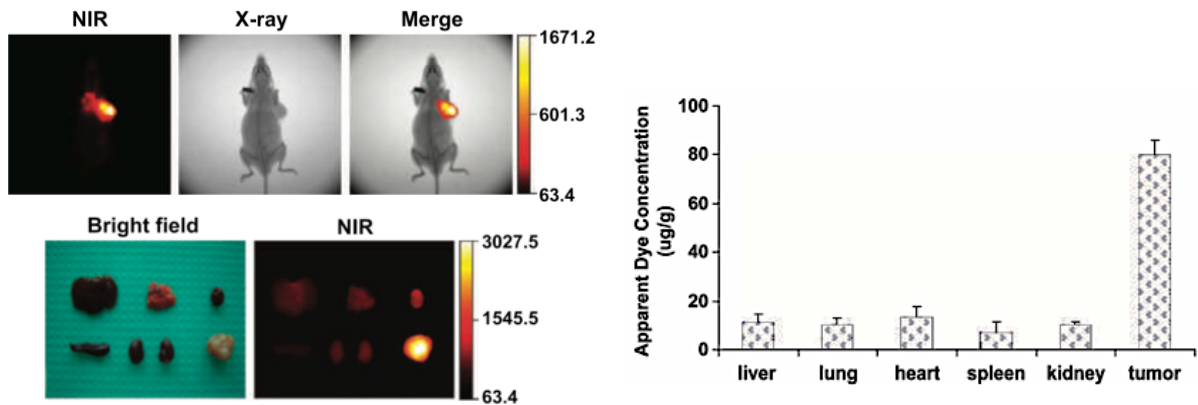 NIR X-ray Merge
1671.2
601.3
63.4
Bright field NIR
3027.5
1545.5
63.4
Apparent Dye Concentration
(ug/g)
100
80
60
40
20
0
liver lung heart spleen kidney tumor